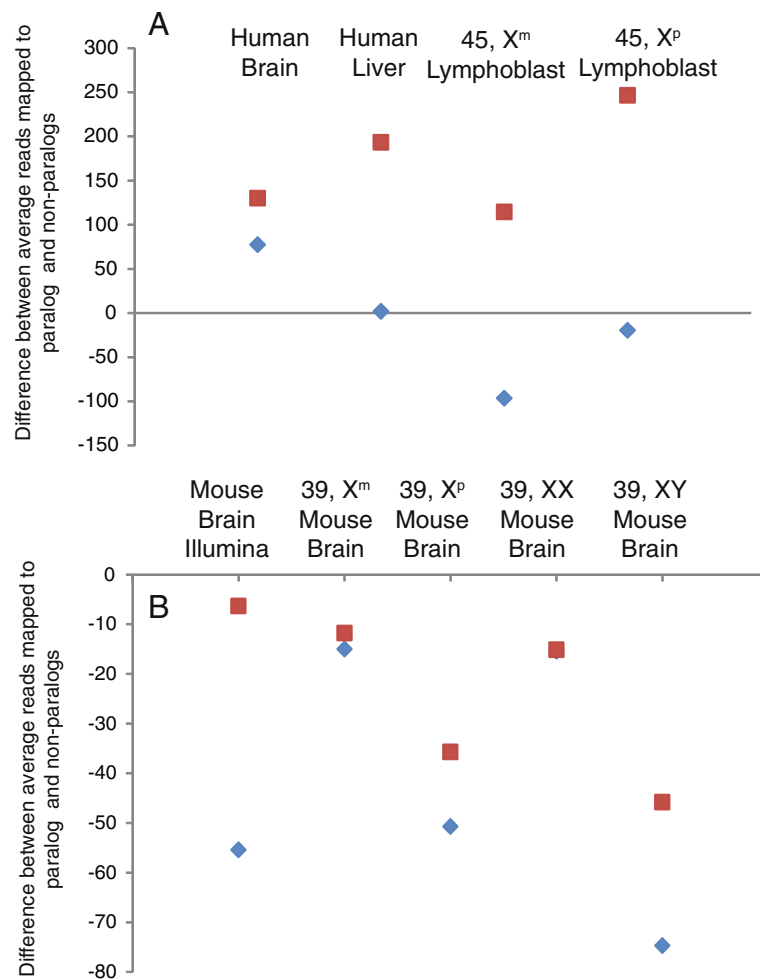 A
Human Brain
Human Liver
45, Xᵐ Lymphoblast
45, Xᵖ Lymphoblast
Difference between average reads mapped to
paralog and non-paralogs
300
250
200
150
100
50
0
-50
-100
-150
B
Mouse Brain Illumina
39, Xᵐ Mouse Brain
39, Xᵖ Mouse Brain
39, XX Mouse Brain
39, XY Mouse Brain
Difference between average reads mapped to
paralog and non-paralogs
0
-10
-20
-30
-40
-50
-60
-70
-80